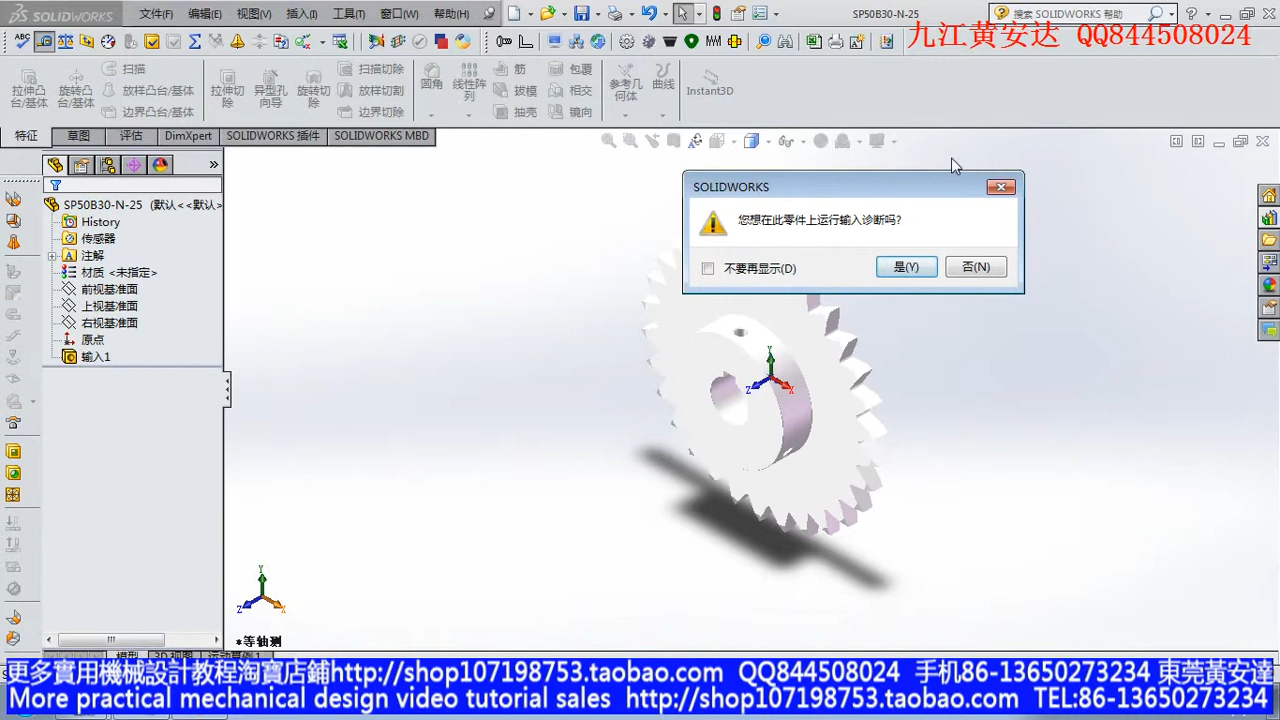 SOLIDWORKS
文件(F) 编辑(E) 视图(V) 插入(I) 工具(T) 窗口(W) 帮助(H)
SP50B30-N-25
搜索 SOLIDWORKS 帮助
九江黄安达 QQ844508024
拉伸凸台/基体
旋转凸台/基体
扫描
放样凸台/基体
边界凸台/基体
拉伸切除
异型孔向导
旋转切除
扫描切除
放样切割
边界切除
圆角
线性阵列
筋
拔模
抽壳
包覆
相交
镜向
参考几何体
曲线
Instant3D
特征 草图 评估 DimXpert SOLIDWORKS 插件 SOLIDWORKS MBD
SP50B30-N-25 (默认<<默认>
History
传感器
注解
材质 <未指定>
前视基准面
上视基准面
右视基准面
原点
输入1
SOLIDWORKS
您想在此零件上运行输入诊断吗?
不要再显示(D)
是(Y)
否(N)
Y
Z
X
Y
Z
X
*等轴测
模型 3D 视图 运动算例 1
更多實用機械設計教程淘寶店鋪http://shop107198753.taobao.com QQ844508024 手机86-13650273234 東莞黃安達
More practical mechanical design video tutorial sales http://shop107198753.taobao.com TEL:86-13650273234